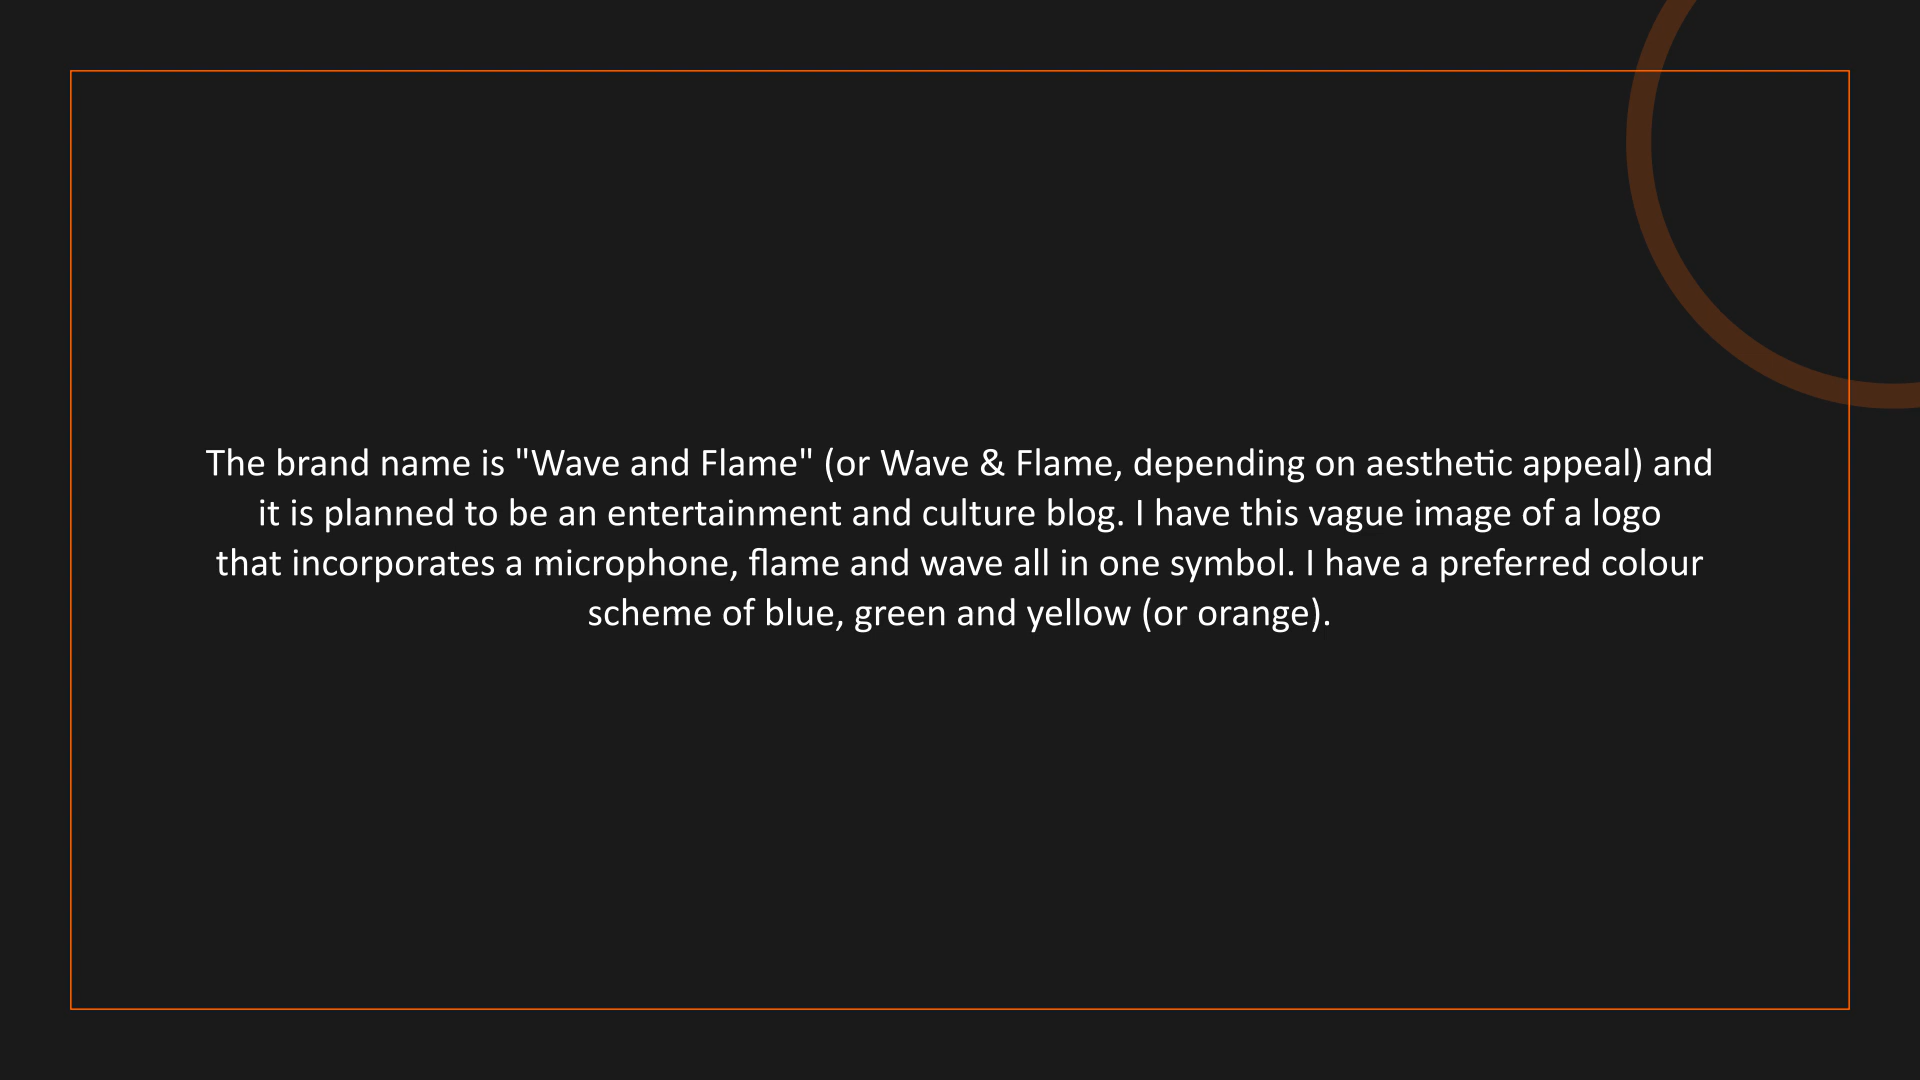 The brand name is "Wave and Flame" (or Wave & Flame, depending on aesthetic appeal) and
it is planned to be an entertainment and culture blog. I have this vague image of a logo
that incorporates a microphone, flame and wave all in one symbol. I have a preferred colour
scheme of blue, green and yellow (or orange).